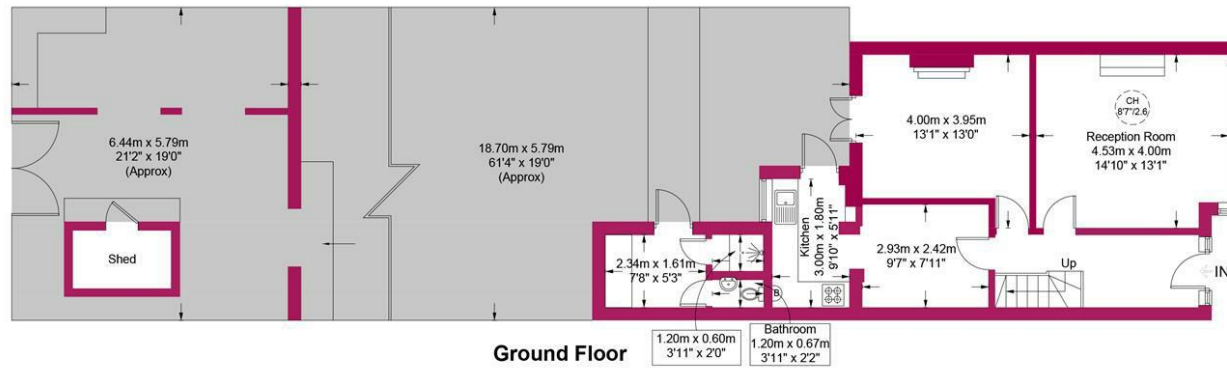 6.44m x 5.79m
21'2" x 19'0"
(Approx)
Shed
18.70m x 5.79m
61'4" x 19'0"
(Approx)
2.34m x 1.61m
7'8" x 5'3"
1.20m x 0.60m
3'11" x 2'0"
Bathroom
1.20m x 0.67m
3'11" x 2'2"
B
Kitchen
3.00m x 1.80m
9'10" x 5'11"
4.00m x 3.95m
13'1" x 13'0"
2.93m x 2.42m
9'7" x 7'11"
CH
8'7"/2.6
Reception Room
4.53m x 4.00m
14'10" x 13'1"
Up
IN
Ground Floor